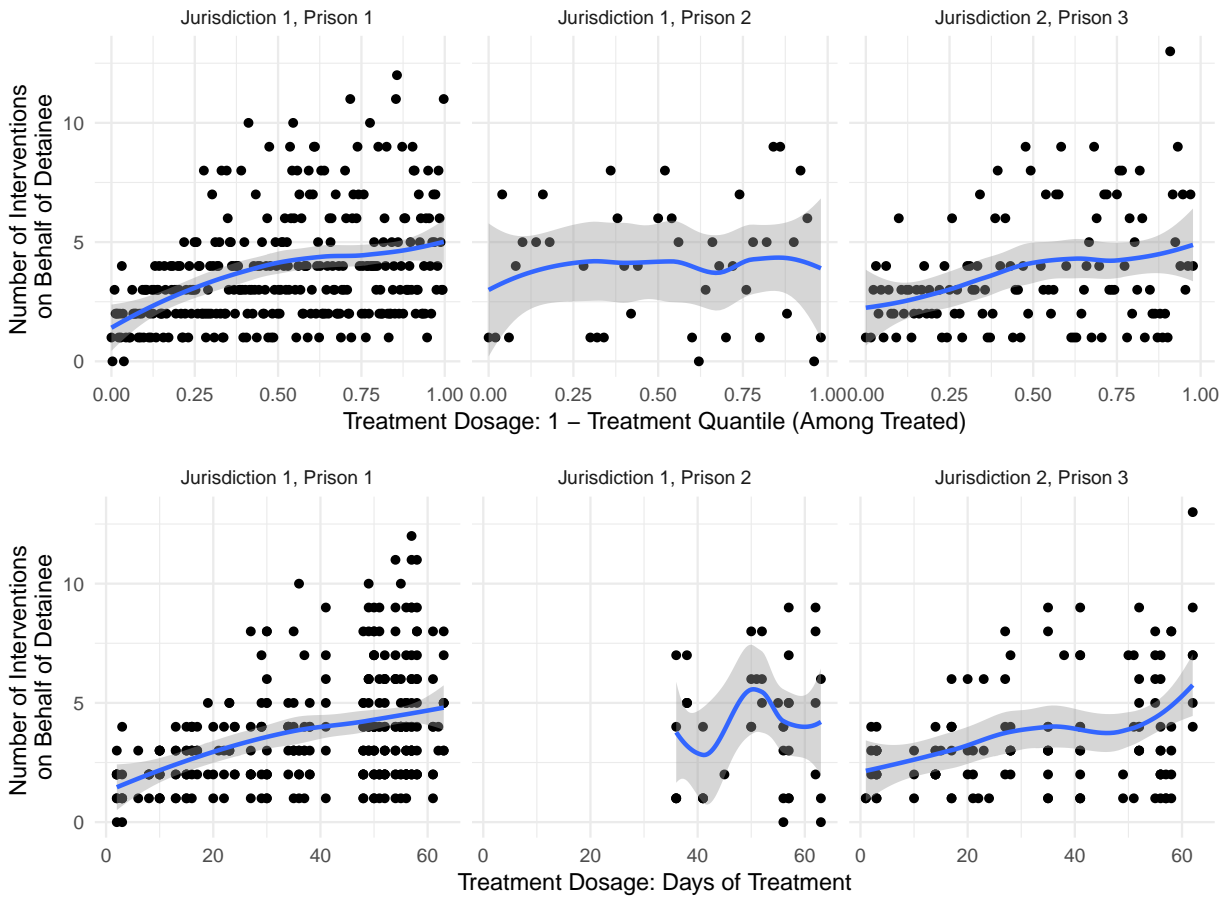 Jurisdiction 1, Prison 1
Jurisdiction 1, Prison 2
Jurisdiction 2, Prison 3
Number of Interventions
on Behalf of Detainee
10
5
0
0.00 0.25 0.50 0.75 1.00
0.00 0.25 0.50 0.75 1.00
0.00 0.25 0.50 0.75 1.00
Treatment Dosage: 1 − Treatment Quantile (Among Treated)
Jurisdiction 1, Prison 1
Jurisdiction 1, Prison 2
Jurisdiction 2, Prison 3
Number of Interventions
on Behalf of Detainee
10
5
0
0 20 40 60
0 20 40 60
0 20 40 60
Treatment Dosage: Days of Treatment